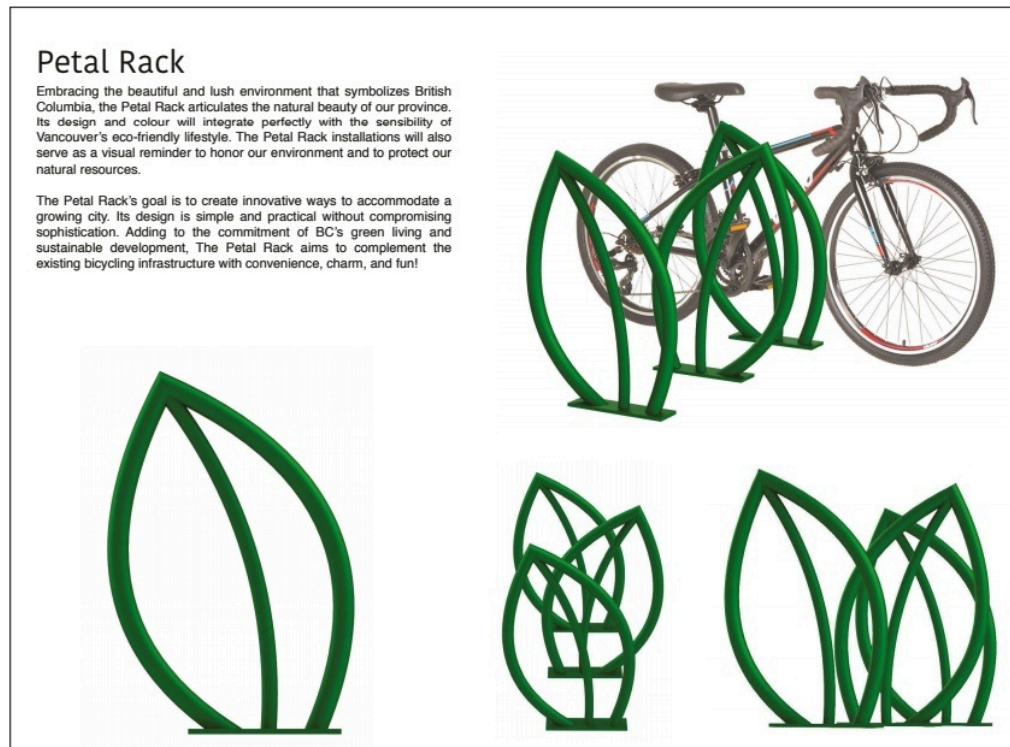 Petal Rack
Embracing the beautiful and lush environment that symbolizes British
Columbia, the Petal Rack articulates the natural beauty of our province.
Its design and colour will integrate perfectly with the sensibility of
Vancouver's eco-friendly lifestyle. The Petal Rack installations will also
serve as a visual reminder to honor our environment and to protect our
natural resources.
The Petal Rack's goal is to create innovative ways to accommodate a
growing city. Its design is simple and practical without compromising
sophistication. Adding to the commitment of BC's green living and
sustainable development, The Petal Rack aims to complement the
existing bicycling infrastructure with convenience, charm, and fun!